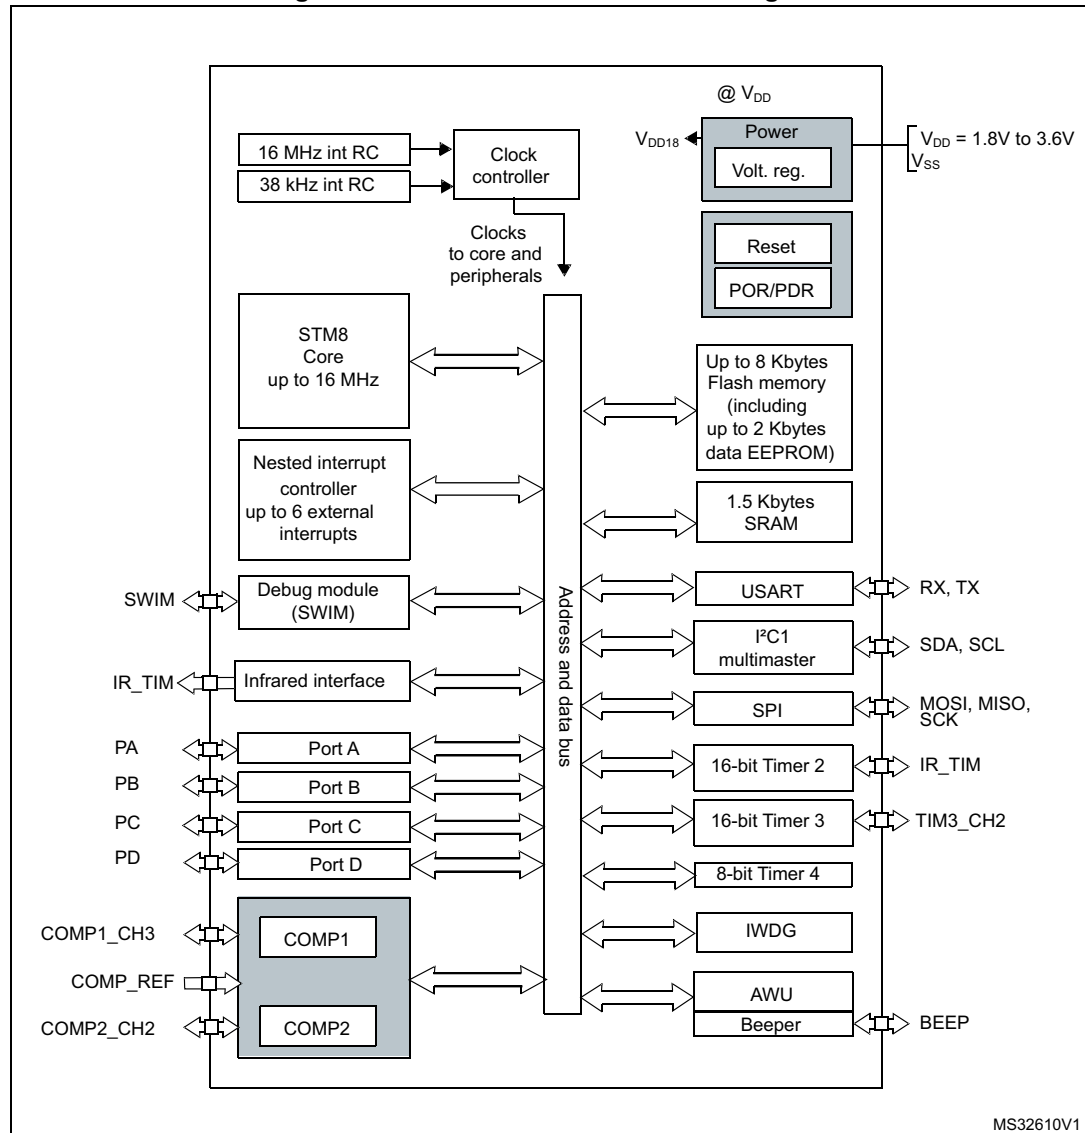 @ VDD
16 MHz int RC
38 kHz int RC
Clock
controller
VDD18
Power
Volt. reg.
VDD = 1.8V to 3.6V
VSS
Clocks
to core and
peripherals
Reset
POR/PDR
STM8
Core
up to 16 MHz
Up to 8 Kbytes
Flash memory
(including
up to 2 Kbytes
data EEPROM)
Nested interrupt
controller
up to 6 external
interrupts
1.5 Kbytes
SRAM
Address and data bus
SWIM
Debug module
(SWIM)
USART
RX, TX
I²C1
multimaster
SDA, SCL
IR_TIM
Infrared interface
SPI
MOSI, MISO,
SCK
PA
Port A
16-bit Timer 2
IR_TIM
PB
Port B
PC
Port C
16-bit Timer 3
TIM3_CH2
PD
Port D
8-bit Timer 4
COMP1_CH3
COMP1
IWDG
COMP_REF
AWU
COMP2_CH2
COMP2
Beeper
BEEP
MS32610V1